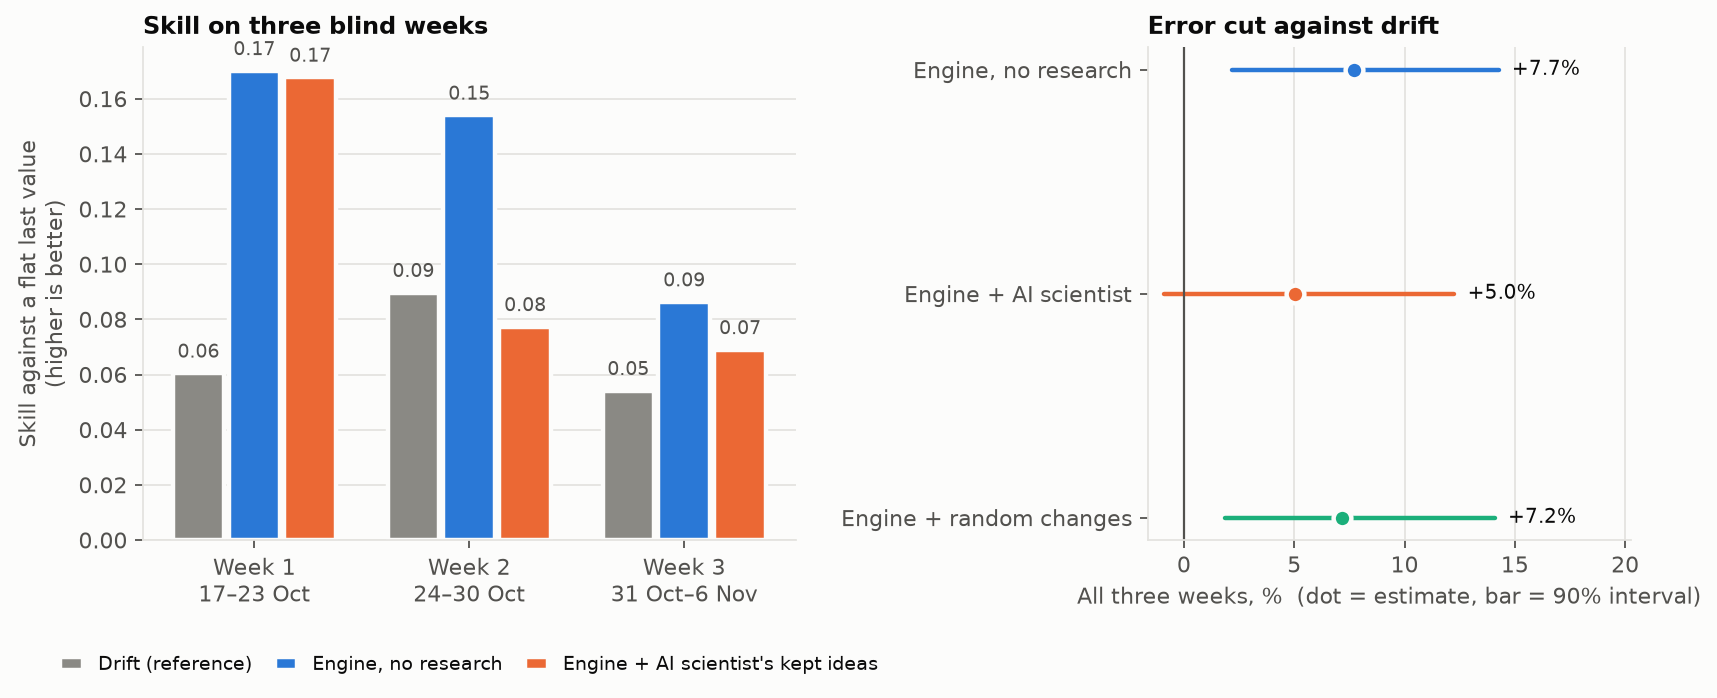 Skill on three blind weeks
Skill against a flat last value
(higher is better)
0.16
0.14
0.12
0.10
0.08
0.06
0.04
0.02
0.00
0.06
0.17
0.17
0.09
0.15
0.08
0.05
0.09
0.07
Week 1
17–23 Oct
Week 2
24–30 Oct
Week 3
31 Oct–6 Nov
Drift (reference)
Engine, no research
Engine + AI scientist's kept ideas
Error cut against drift
Engine, no research
+7.7%
Engine + AI scientist
+5.0%
Engine + random changes
+7.2%
0
5
10
15
20
All three weeks, % (dot = estimate, bar = 90% interval)